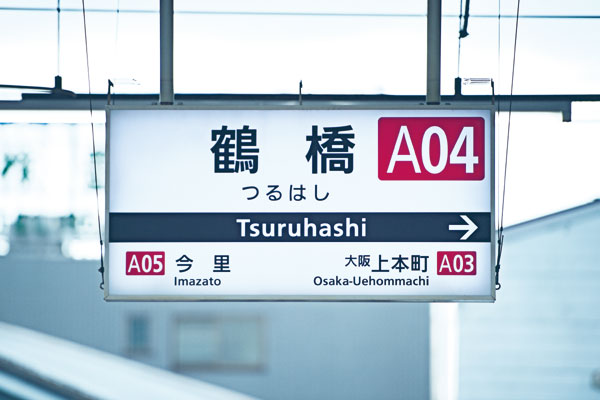 鶴橋 A04
つるはし
Tsuruhashi →
A05 今里 大阪上本町 A03
Imazato Osaka-Uehommachi